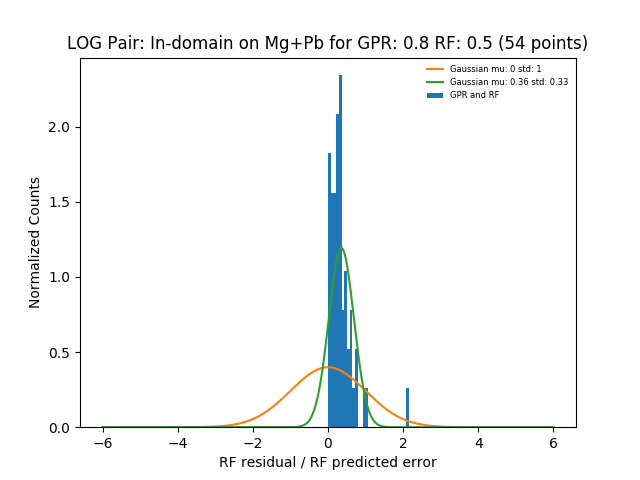 LOG Pair: In-domain on Mg+Pb for GPR: 0.8 RF: 0.5 (54 points)
Gaussian mu: 0 std: 1
Gaussian mu: 0.36 std: 0.33
GPR and RF
Normalized Counts
2.0
1.5
1.0
0.5
0.0
−6 −4 −2 0 2 4 6
RF residual / RF predicted error